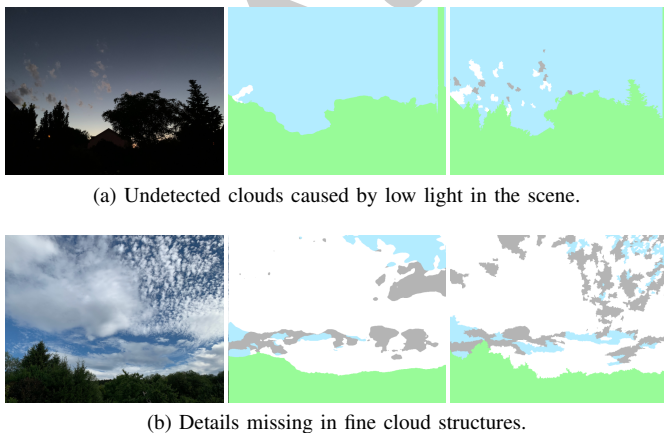 (a) Undetected clouds caused by low light in the scene.
(b) Details missing in fine cloud structures.